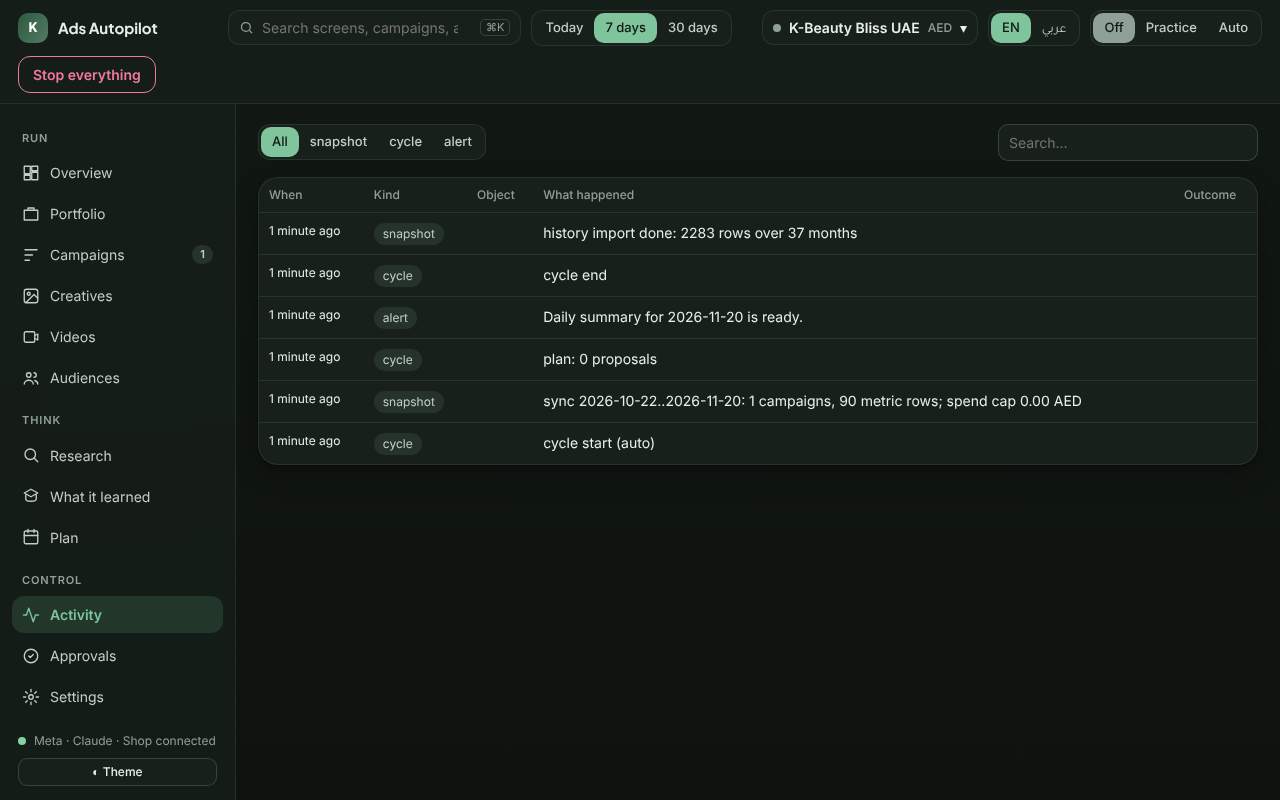 K Ads Autopilot
Search screens, campaigns, a ⌘K
Today 7 days 30 days
K-Beauty Bliss UAE AED ▾
EN عربي
Off Practice Auto
Stop everything
RUN
Overview
Portfolio
Campaigns 1
Creatives
Videos
Audiences
THINK
Research
What it learned
Plan
CONTROL
Activity
Approvals
Settings
Meta · Claude · Shop connected
Theme
All snapshot cycle alert
Search...
When Kind Object What happened Outcome
1 minute ago snapshot history import done: 2283 rows over 37 months
1 minute ago cycle cycle end
1 minute ago alert Daily summary for 2026-11-20 is ready.
1 minute ago cycle plan: 0 proposals
1 minute ago snapshot sync 2026-10-22..2026-11-20: 1 campaigns, 90 metric rows; spend cap 0.00 AED
1 minute ago cycle cycle start (auto)